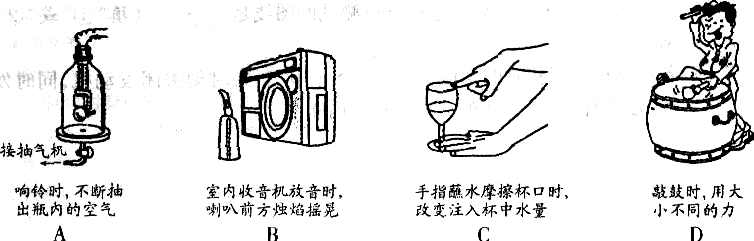 接抽气机
响铃时,不断抽
出瓶内的空气
A
室内收音机放音时,
喇叭前方烛焰摇晃
B
手指蘸水摩擦杯口时,
改变注入杯中水量
C
敲鼓时,用大
小不同的力
D